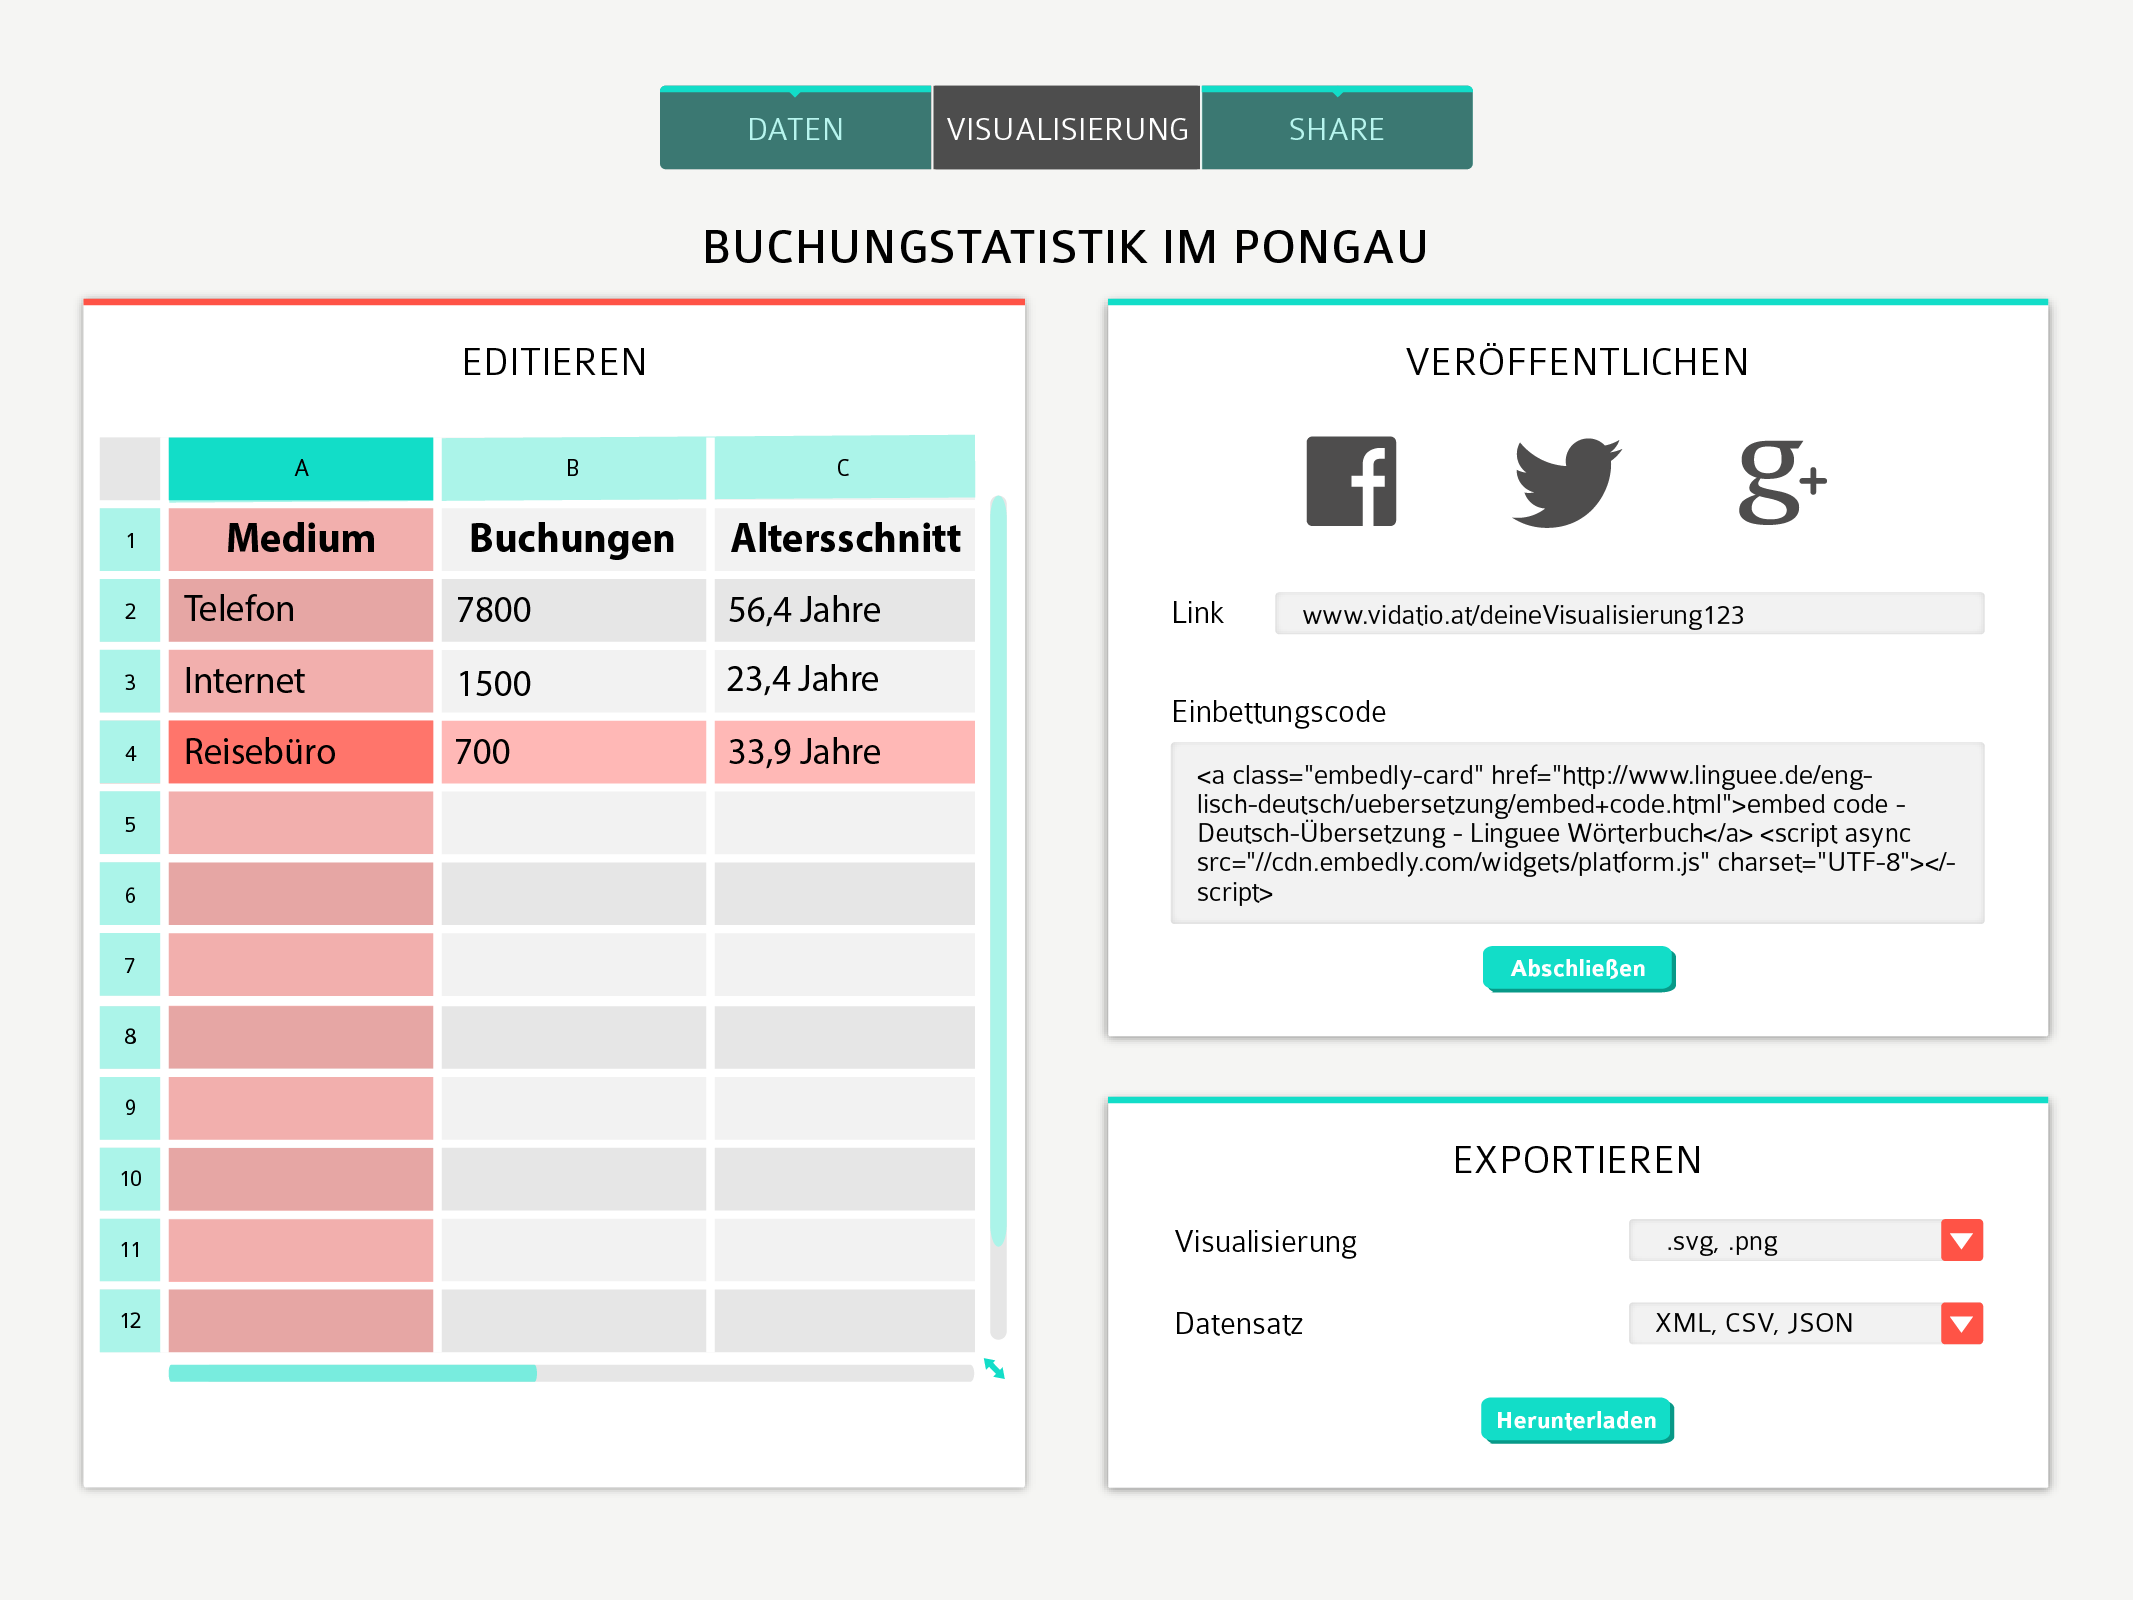 DATEN VISUALISIERUNG SHARE
BUCHUNGSTATISTIK IM PONGAU
EDITIEREN
A B C
1 Medium Buchungen Altersschnitt
2 Telefon 7800 56,4 Jahre
3 Internet 1500 23,4 Jahre
4 Reisebüro 700 33,9 Jahre
5
6
7
8
9
10
11
12
VERÖFFENTLICHEN
f g+
Link www.vidatio.at/deineVisualisierung123
Einbettungscode
<a class="embedly-card" href="http://www.linguee.de/eng-
lisch-deutsch/uebersetzung/embed+code.html">embed code -
Deutsch-Übersetzung - Linguee Wörterbuch</a> <script async
src="//cdn.embedly.com/widgets/platform.js" charset="UTF-8"></-
script>
Abschließen
EXPORTIEREN
Visualisierung .svg, .png
Datensatz XML, CSV, JSON
Herunterladen